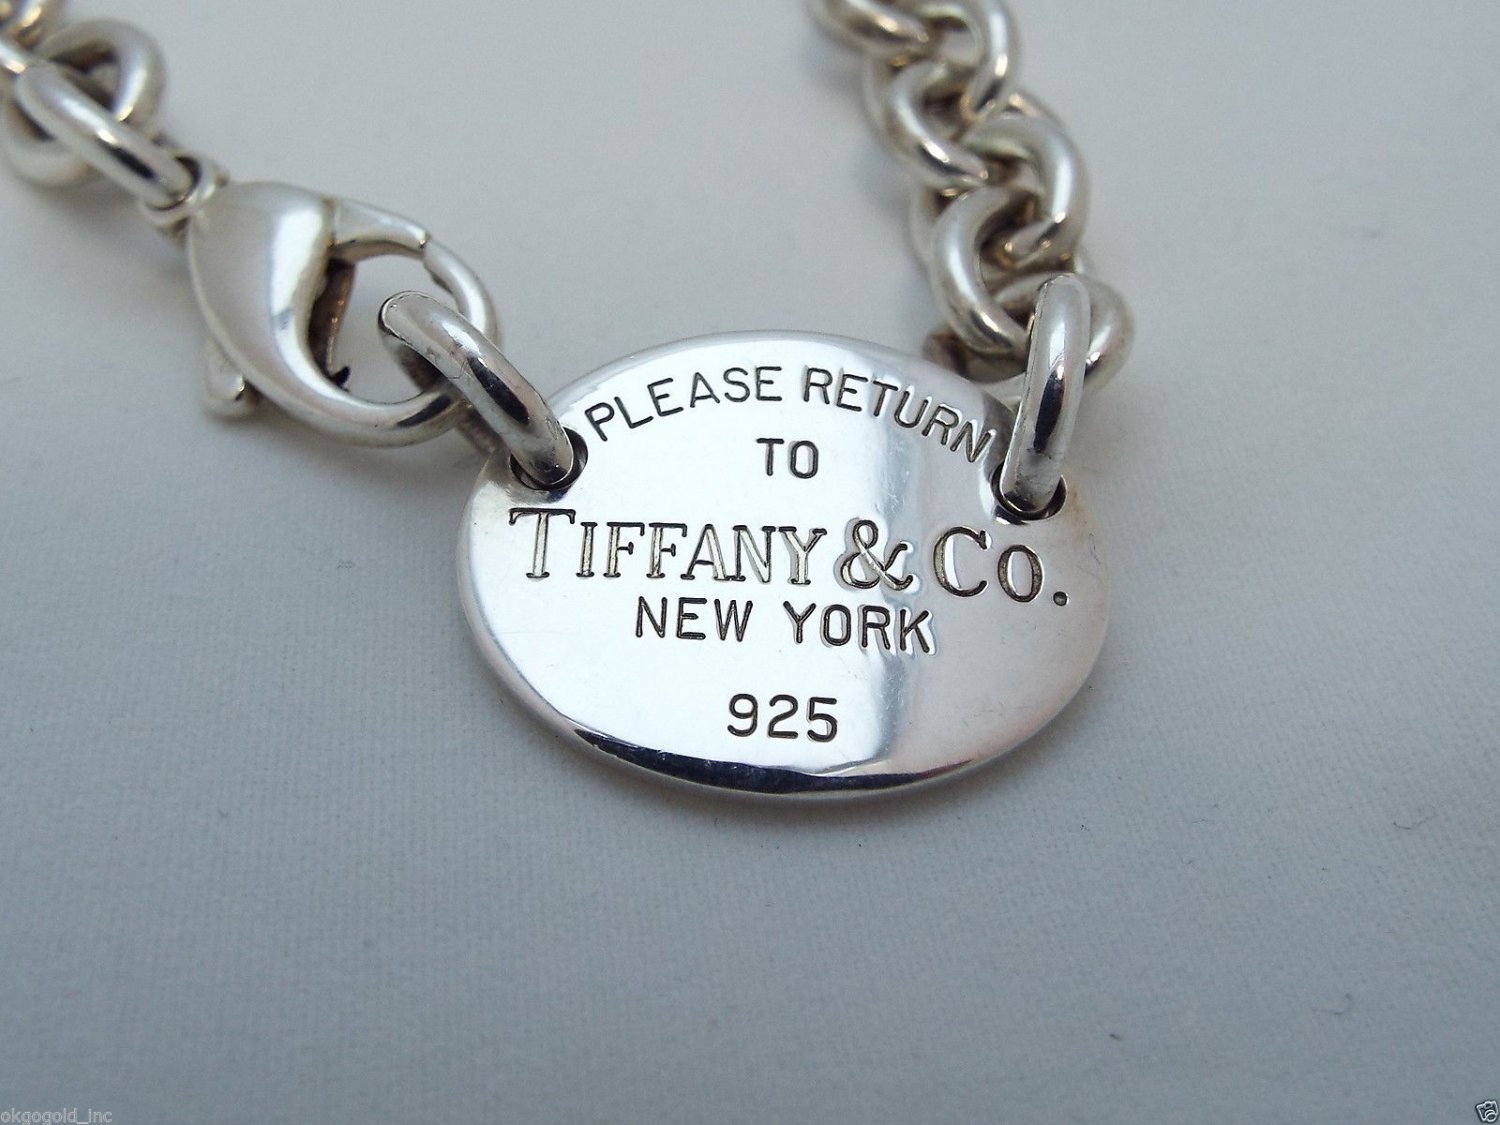 PLEASE RETURN
TO
TIFFANY & CO.
NEW YORK
925
okgogold_inc